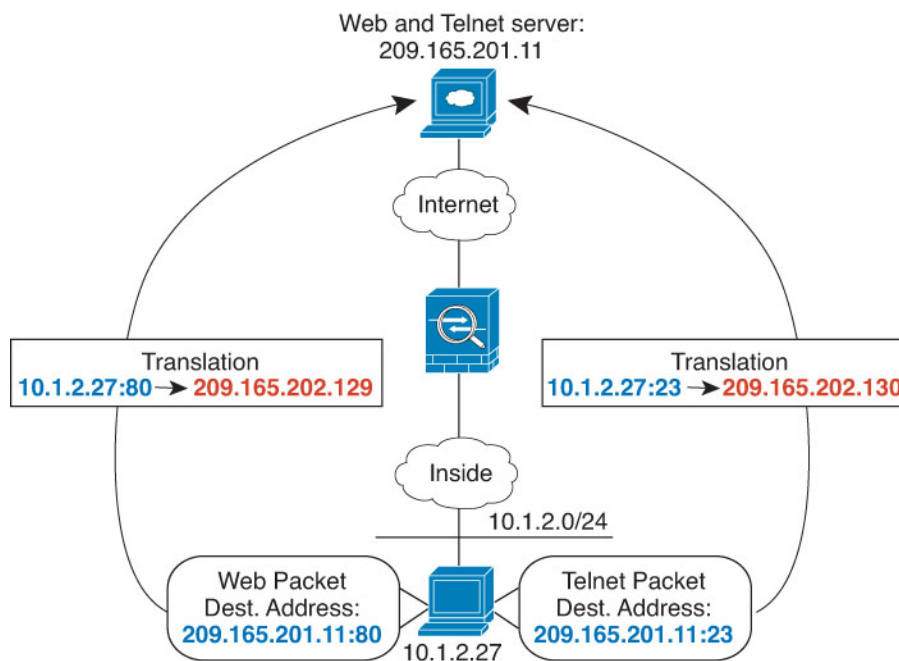 Web and Telnet server:
209.165.201.11
Internet
Translation
10.1.2.27:80 209.165.202.129
Translation
10.1.2.27:23 209.165.202.130
Inside
10.1.2.0/24
Web Packet
Dest. Address:
209.165.201.11:80
Telnet Packet
Dest. Address:
209.165.201.11:23
10.1.2.27